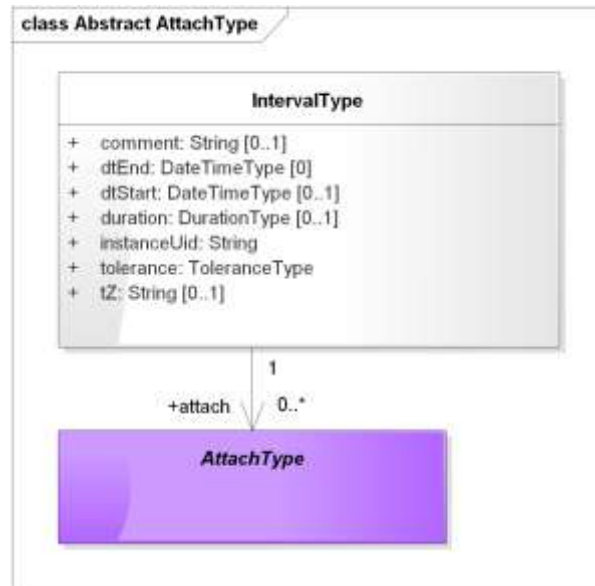 class Abstract AttachType
IntervalType
+ comment: String [0..1]
+ dtEnd: DateTimeType [0]
+ dtStart: DateTimeType [0..1]
+ duration: DurationType [0..1]
+ instanceUid: String
+ tolerance: ToleranceType
+ tZ: String [0..1]
1
+attach 0..*
AttachType